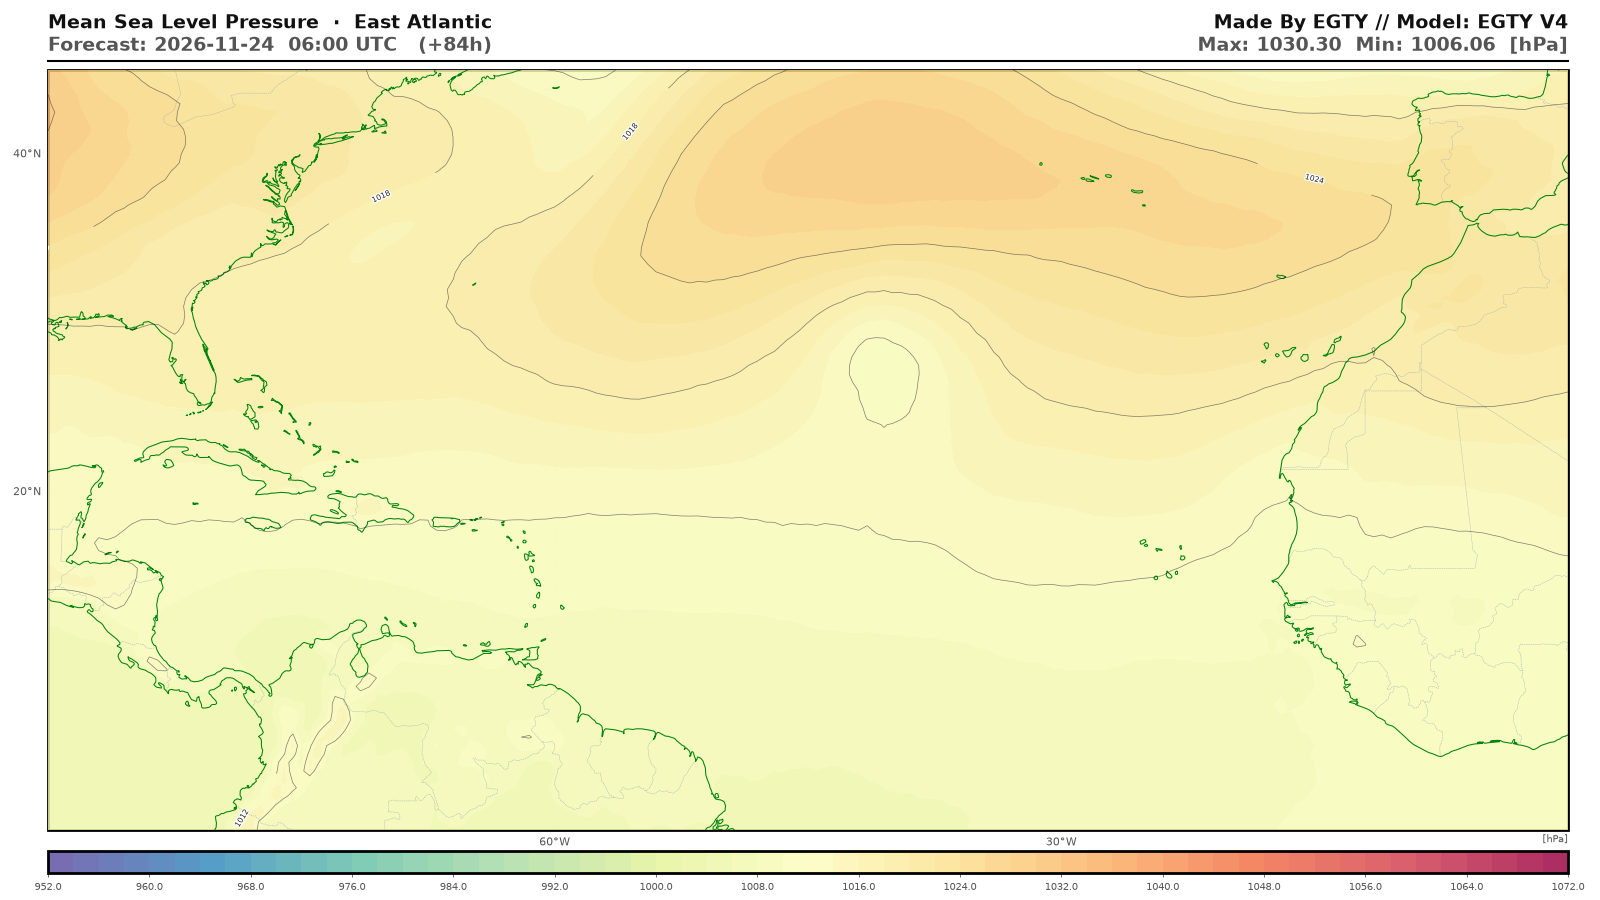 Mean Sea Level Pressure · East Atlantic
Made By EGTY // Model: EGTY V4
Forecast: 2026-11-24 06:00 UTC (+84h)
Max: 1030.30 Min: 1006.06 [hPa]
1018
40°N
1024
1018
20°N
1012
60°W
30°W
[hPa]
952.0 960.0 968.0 976.0 984.0 992.0 1000.0 1008.0 1016.0 1024.0 1032.0 1040.0 1048.0 1056.0 1064.0 1072.0